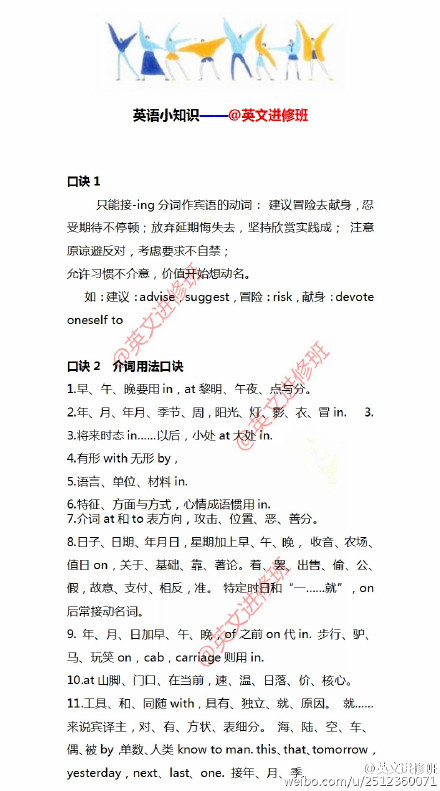 英语小知识——@英文进修班
口诀 1
只能接-ing 分词作宾语的动词： 建议冒险去献身，忍
受期待不停顿；放弃延期悔失去，坚持欣赏实践成； 注意
原谅避反对，考虑要求不自禁；
允许习惯不介意，价值开始想动名。
如：建议：advise，suggest，冒险：risk，献身：devote
oneself to
口诀 2 介词用法口诀
1.早、午、晚要用 in，at 黎明、午夜、点与分。
2.年、月、年月、季节、周，阳光、灯、影、衣、冒 in. 3.
3.将来时态 in……以后，小处 at 大处 in.
4.有形 with 无形 by，
5.语言、单位、材料 in.
6.特征、方面与方式，心情成语惯用 in.
7.介词 at 和 to 表方向，攻击、位置、恶、善分。
8.日子、日期、年月日，星期加上早、午、晚， 收音、农场、
值日 on，关于、基础、靠、著论。着、罢、出售、偷、公、
假，故意、支付、相反，准。 特定时日和“一……就”，on
后常接动名词。
9. 年、月、日加早、午、晚，of 之前 on 代 in. 步行、驴、
马、玩笑 on，cab，carriage 则用 in.
10.at 山脚、门口、在当前，速、温、日落、价、核心。
11.工具、和、同随 with，具有、独立、就、原因。 就……
来说宾译主，对、有、方状、表细分。 海、陆、空、车、
偶、被 by，单数、人类 know to man. this、that、tomorrow，
yesterday，next、last、one. 接年、月、季、
@英文进修班
@英文进修班
@英文进修班
@英文进修班
weibo.com/u/2512360071